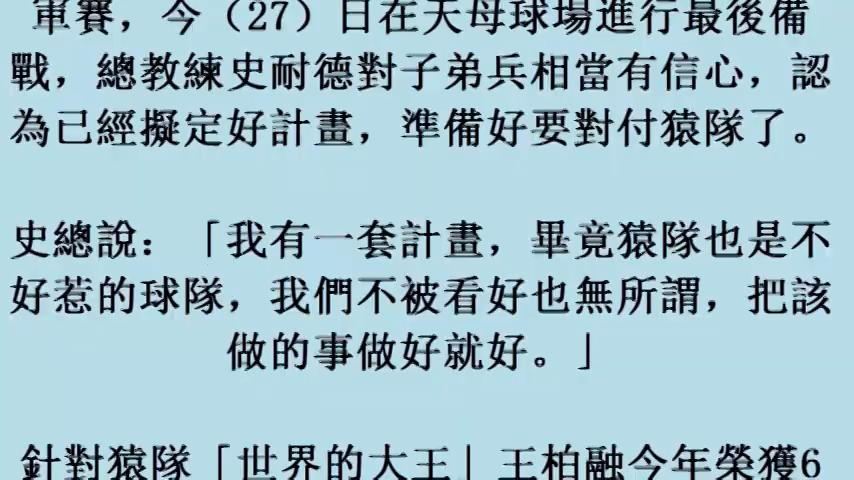 軍賽，今（27）日在天母球場進行最後備
戰，總教練史耐德對子弟兵相當有信心，認
為已經擬定好計畫，準備好要對付猿隊了。
史總說：「我有一套計畫，畢竟猿隊也是不
好惹的球隊，我們不被看好也無所謂，把該
做的事做好就好。」
針對猿隊「世界的大王」王柏融今年榮獲6